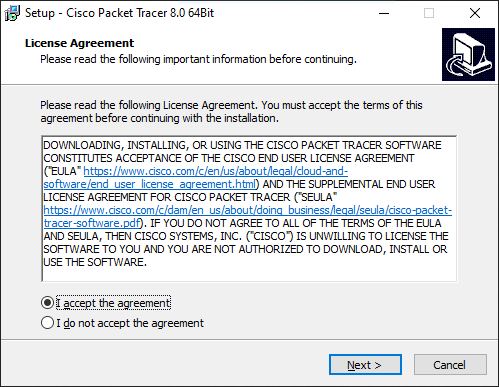 Setup - Cisco Packet Tracer 8.0 64Bit
License Agreement
Please read the following important information before continuing.
Please read the following License Agreement. You must accept the terms of this
agreement before continuing with the installation.
DOWNLOADING, INSTALLING, OR USING THE CISCO PACKET TRACER SOFTWARE
CONSTITUTES ACCEPTANCE OF THE CISCO END USER LICENSE AGREEMENT
("EULA" https://www.cisco.com/c/en/us/about/legal/cloud-and-
software/end_user_license_agreement.html) AND THE SUPPLEMENTAL END USER
LICENSE AGREEMENT FOR CISCO PACKET TRACER ("SEULA"
https://www.cisco.com/c/dam/en_us/about/doing_business/legal/seula/cisco-packet-
tracer-software.pdf). IF YOU DO NOT AGREE TO ALL OF THE TERMS OF THE EULA
AND SEULA, THEN CISCO SYSTEMS, INC. ("CISCO") IS UNWILLING TO LICENSE THE
SOFTWARE TO YOU AND YOU ARE NOT AUTHORIZED TO DOWNLOAD, INSTALL OR
USE THE SOFTWARE.
I accept the agreement
I do not accept the agreement
Next >
Cancel